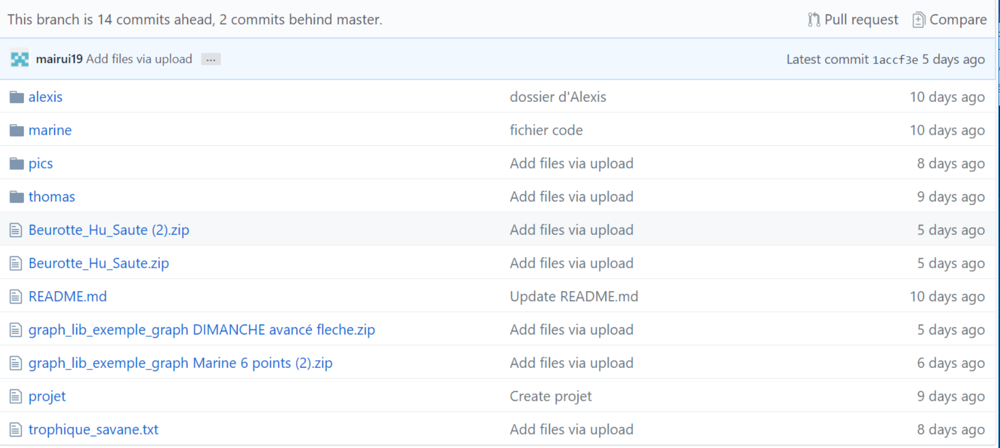 This branch is 14 commits ahead, 2 commits behind master. Pull request Compare
mairui19 Add files via upload ... Latest commit 1accf3e 5 days ago
alexis dossier d'Alexis 10 days ago
marine fichier code 10 days ago
pics Add files via upload 8 days ago
thomas Add files via upload 9 days ago
Beurotte_Hu_Saute (2).zip Add files via upload 5 days ago
Beurotte_Hu_Saute.zip Add files via upload 5 days ago
README.md Update README.md 10 days ago
graph_lib_exemple_graph DIMANCHE avancé fleche.zip Add files via upload 5 days ago
graph_lib_exemple_graph Marine 6 points (2).zip Add files via upload 6 days ago
projet Create projet 9 days ago
trophique_savane.txt Add files via upload 8 days ago